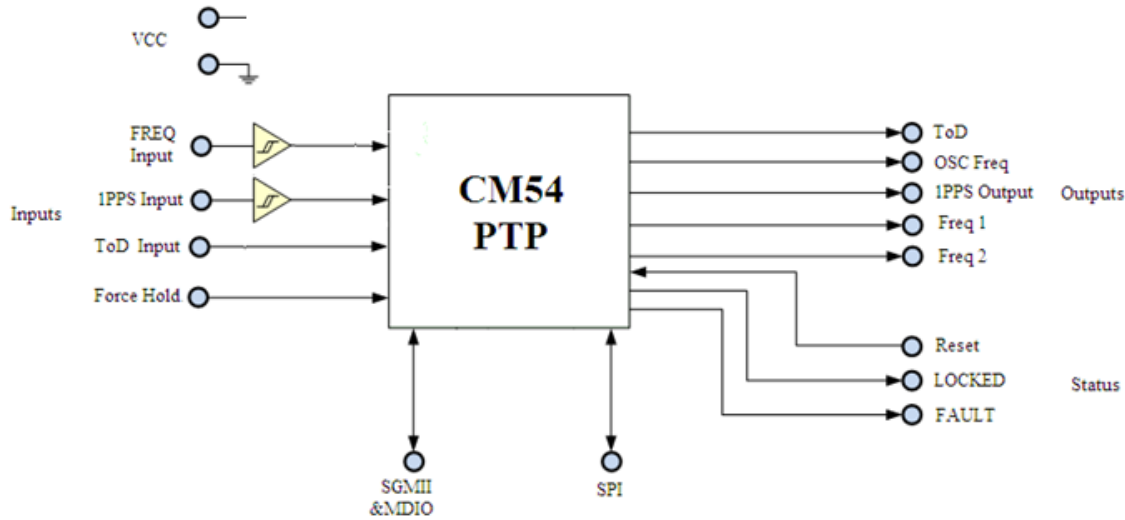 VCC
FREQ
Input
1PPS Input
Inputs
ToD Input
Force Hold.
CM54
PTP
ToD
OSC Freq
1PPS Output
Outputs
Freq 1
Freq 2
Reset
LOCKED
Status
FAULT
SGMII
&MDIO
SPI